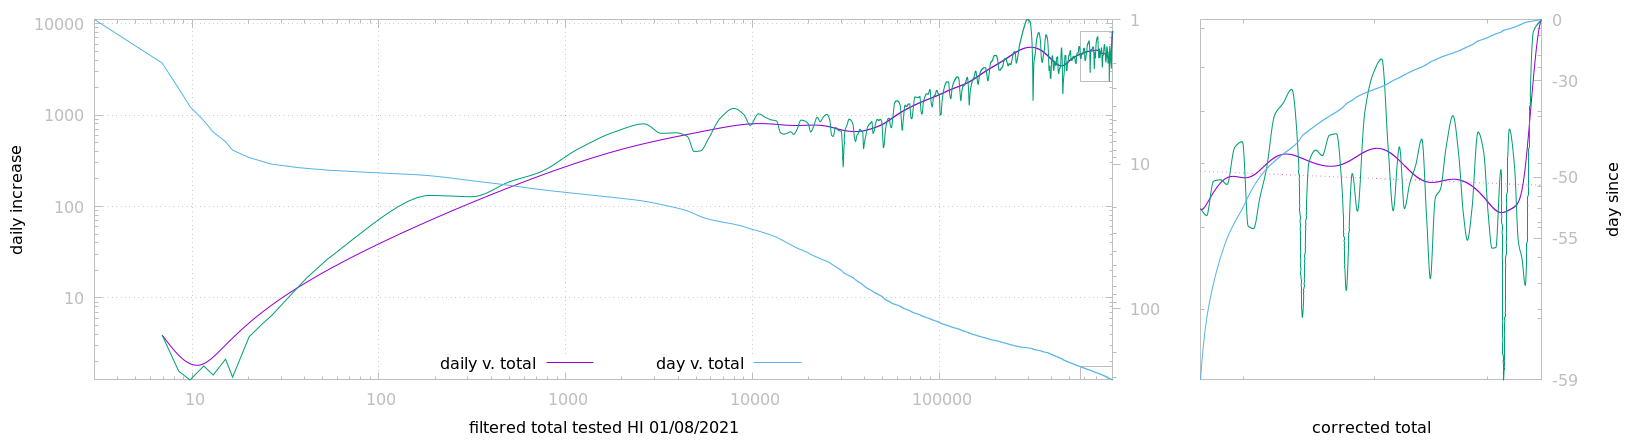 10000
1000
100
10
daily increase
daily v. total
day v. total
10
100
1000
10000
100000
filtered total tested HI 01/08/2021
1
10
100
0
-30
-50
-55
-59
day since
corrected total